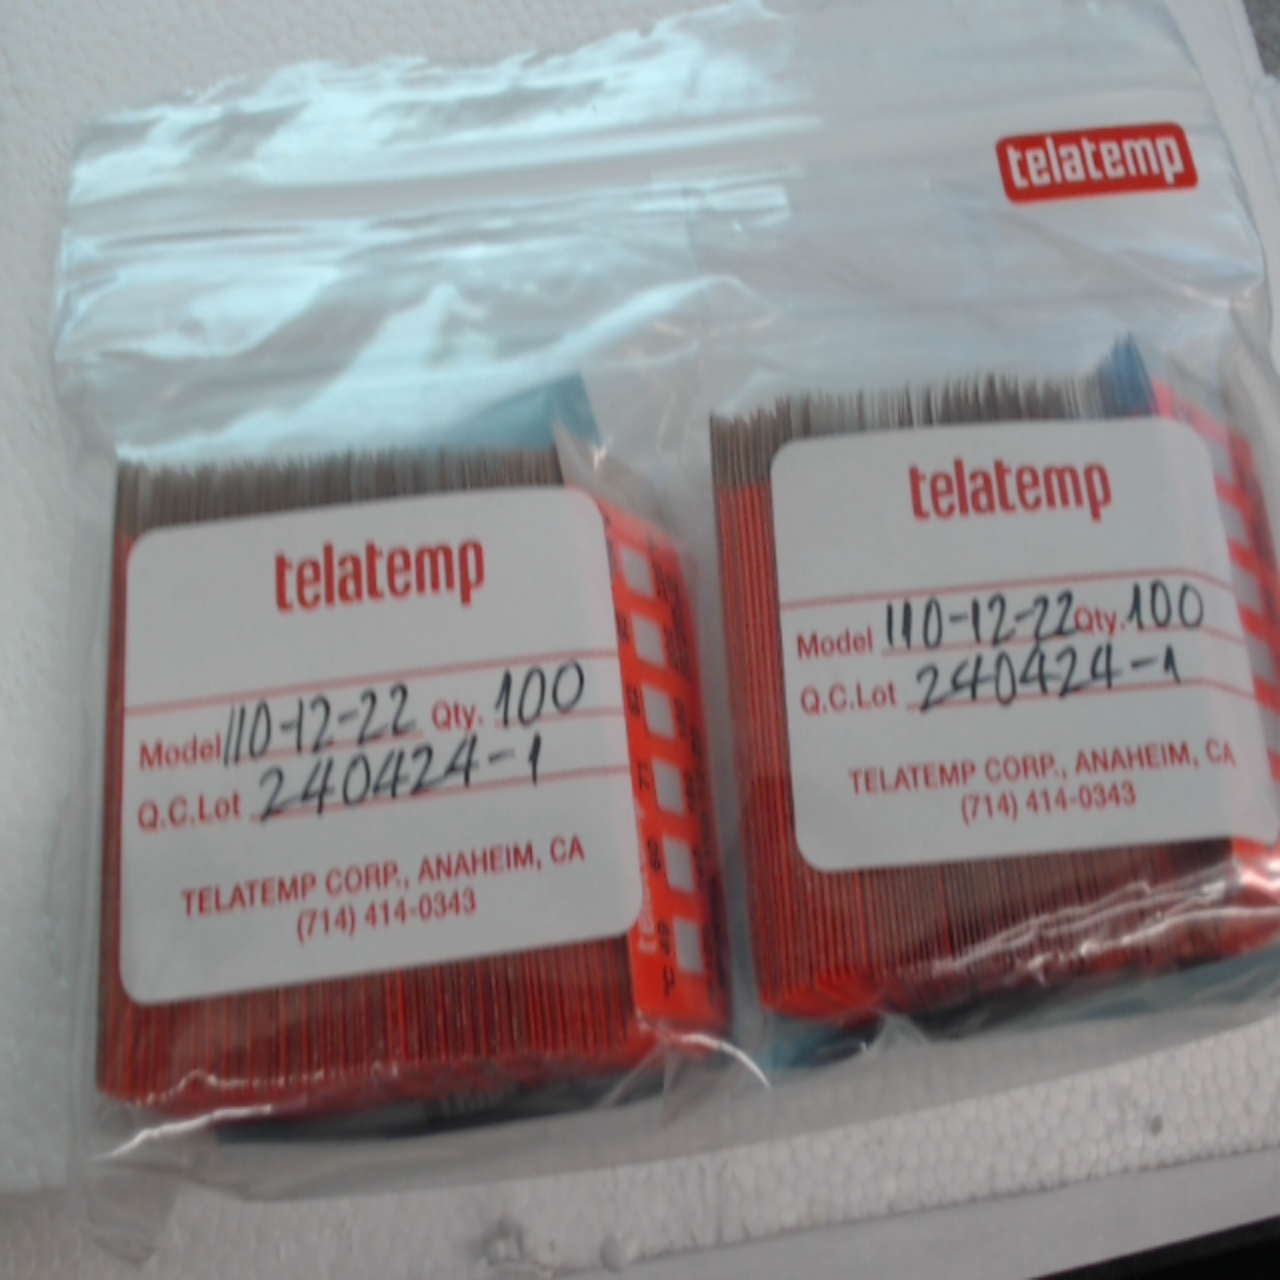 telatemp
telatemp
Model 110-12-22 Qty. 100
Q.C.Lot 240424-1
TELATEMP CORP., ANAHEIM, CA
(714) 414-0343
telatemp
Model 110-12-22 Qty. 100
Q.C.Lot 240424-1
TELATEMP CORP., ANAHEIM, CA
(714) 414-0343